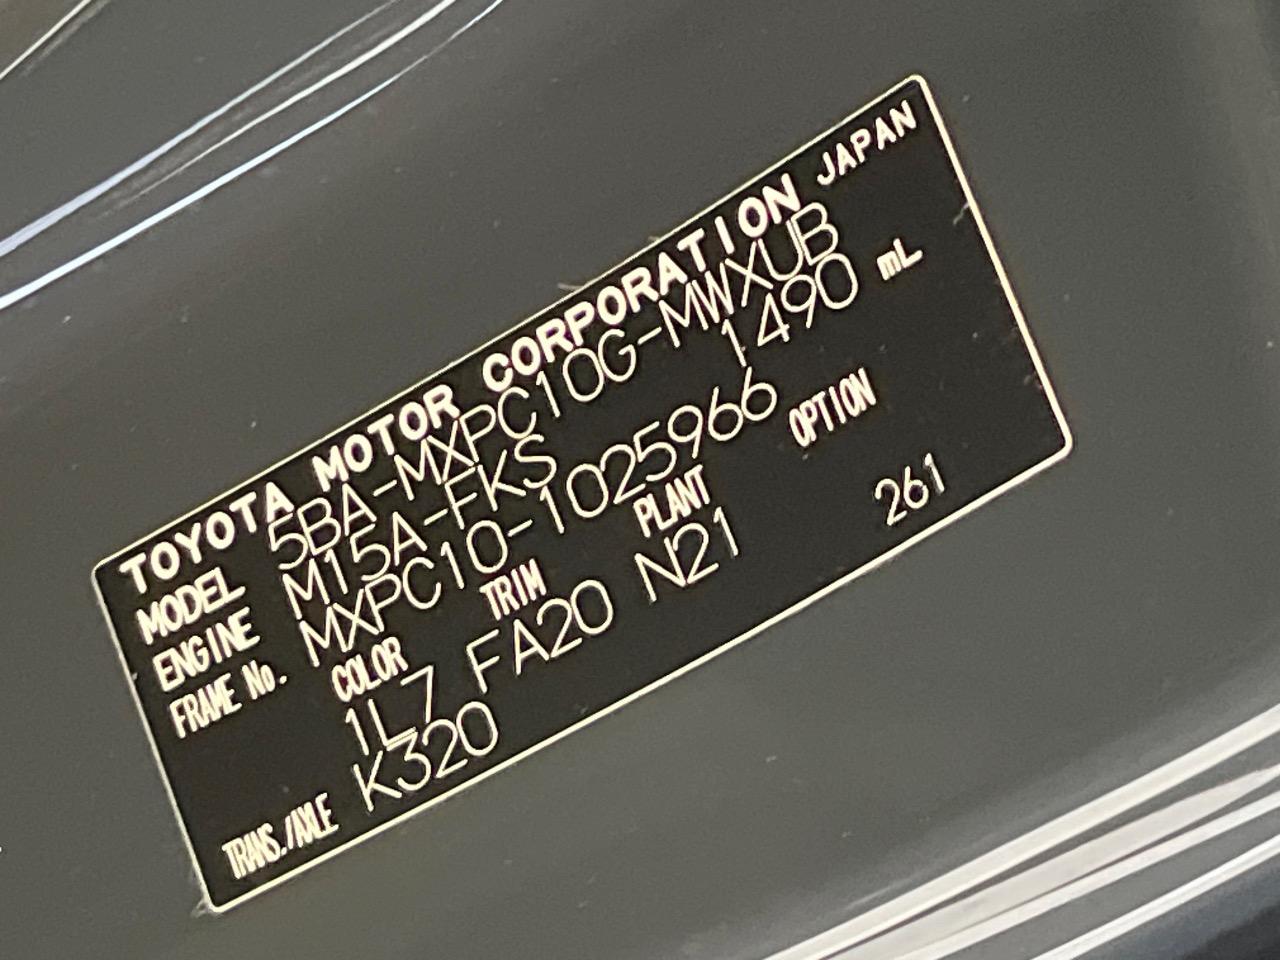 TOYOTA MOTOR CORPORATION JAPAN
MODEL 5BA-MXPC10G-MWXUB
ENGINE M15A-FKS 1490 mL
FRAME No. MXPC10-1025966
COLOR TRIM PLANT OPTION
1L7 FA20 N21 261
TRANS./AXLE K320